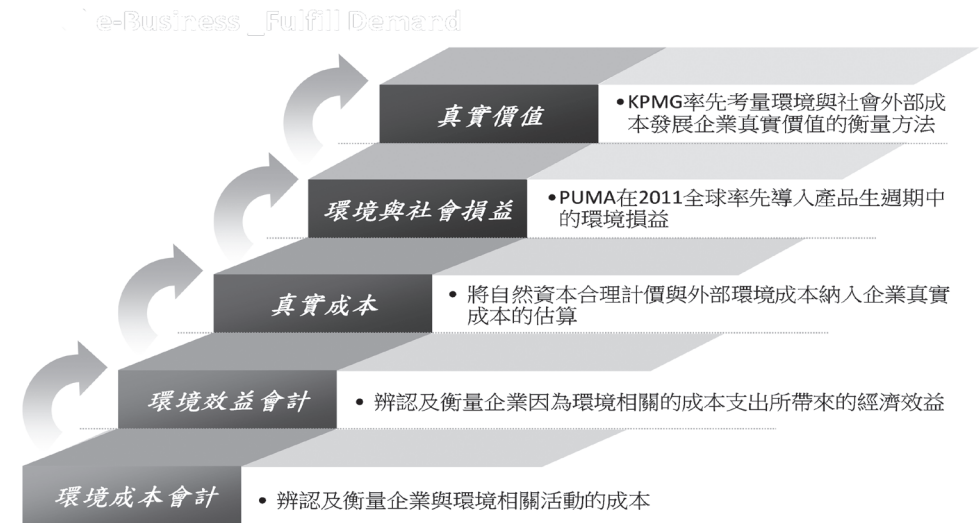 e-Business _Fulfill Demand
真實價值
•KPMG率先考量環境與社會外部成
本發展企業真實價值的衡量方法
環境與社會損益
•PUMA在2011全球率先導入產品生週期中
的環境損益
真實成本
• 將自然資本合理計價與外部環境成本納入企業真實
成本的估算
環境效益會計
• 辨認及衡量企業因為環境相關的成本支出所帶來的經濟效益
環境成本會計
• 辨認及衡量企業與環境相關活動的成本